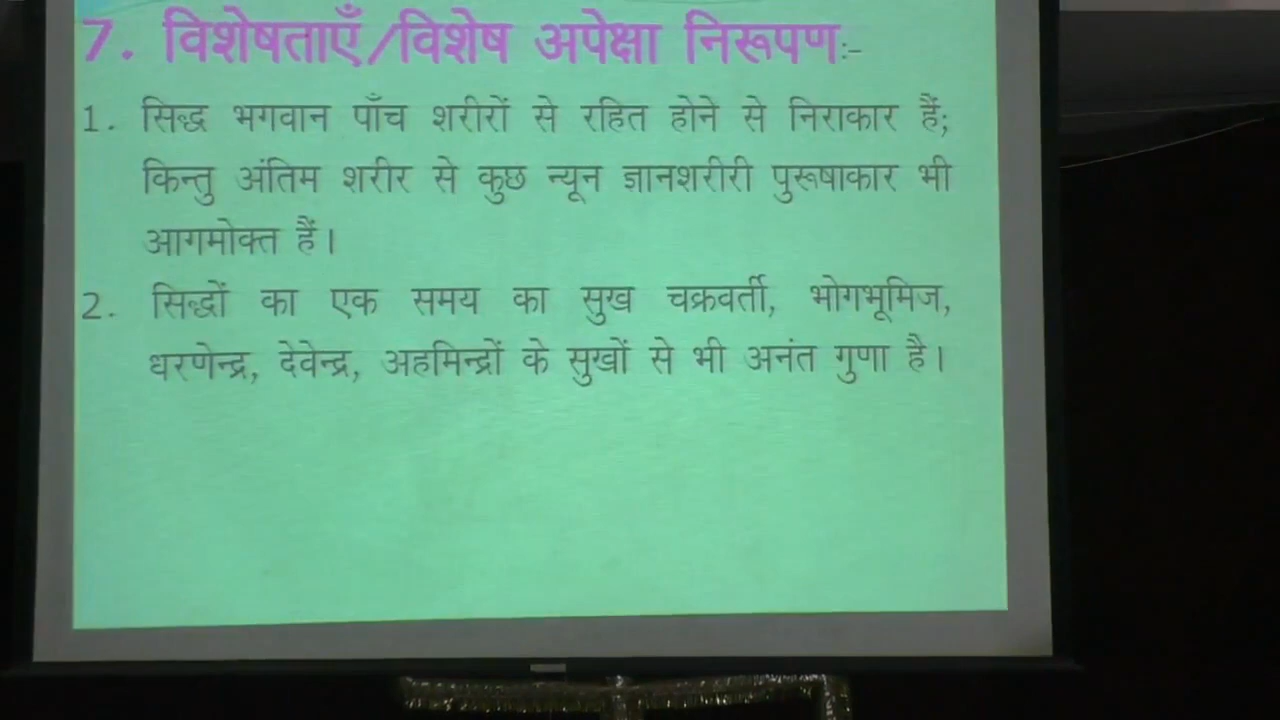 7. विशेषताएँ/विशेष अपेक्षा निरूपण:-
1. सिद्ध भगवान पाँच शरीरों से रहित होने से निराकार हैं;
किन्तु अंतिम शरीर से कुछ न्यून ज्ञानशरीरी पुरूषाकार भी
आगमोक्त हैं।
2. सिद्धों का एक समय का सुख चक्रवर्ती, भोगभूमिज,
धरणेन्द्र, देवेन्द्र, अहमिन्द्रों के सुखों से भी अनंत गुणा है।